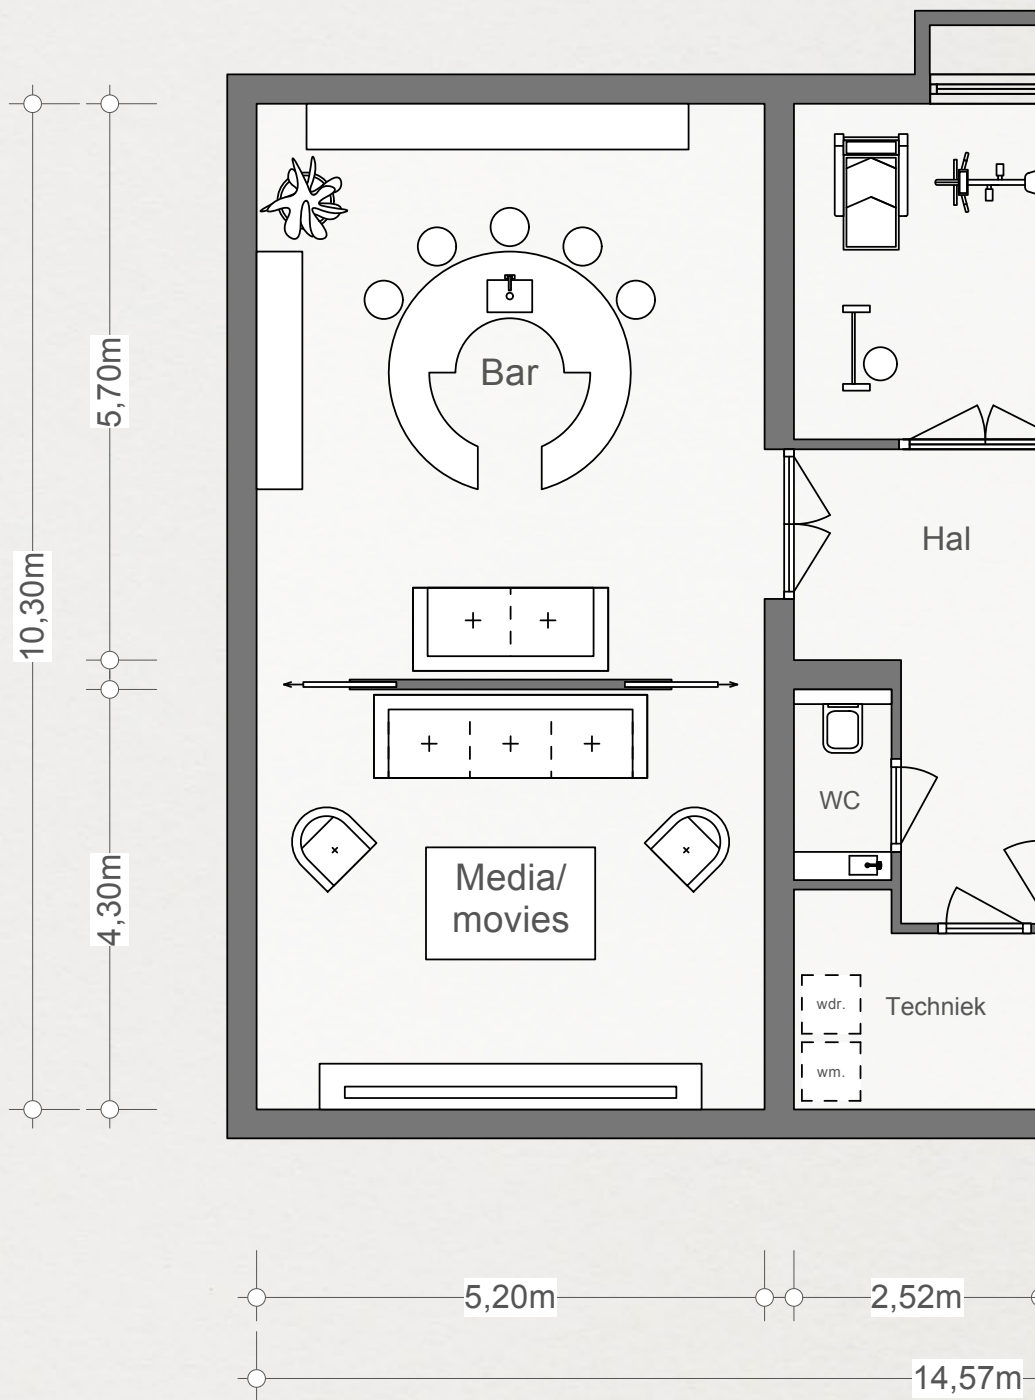 Bar
5,70m
10,30m
Hal
WC
Media/
movies
4,30m
wdr.
Techniek
wm.
5,20m
2,52m
14,57m